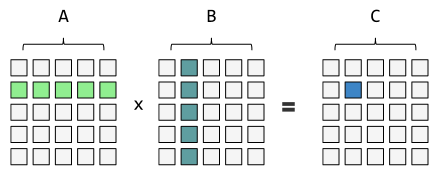 A B C
x =